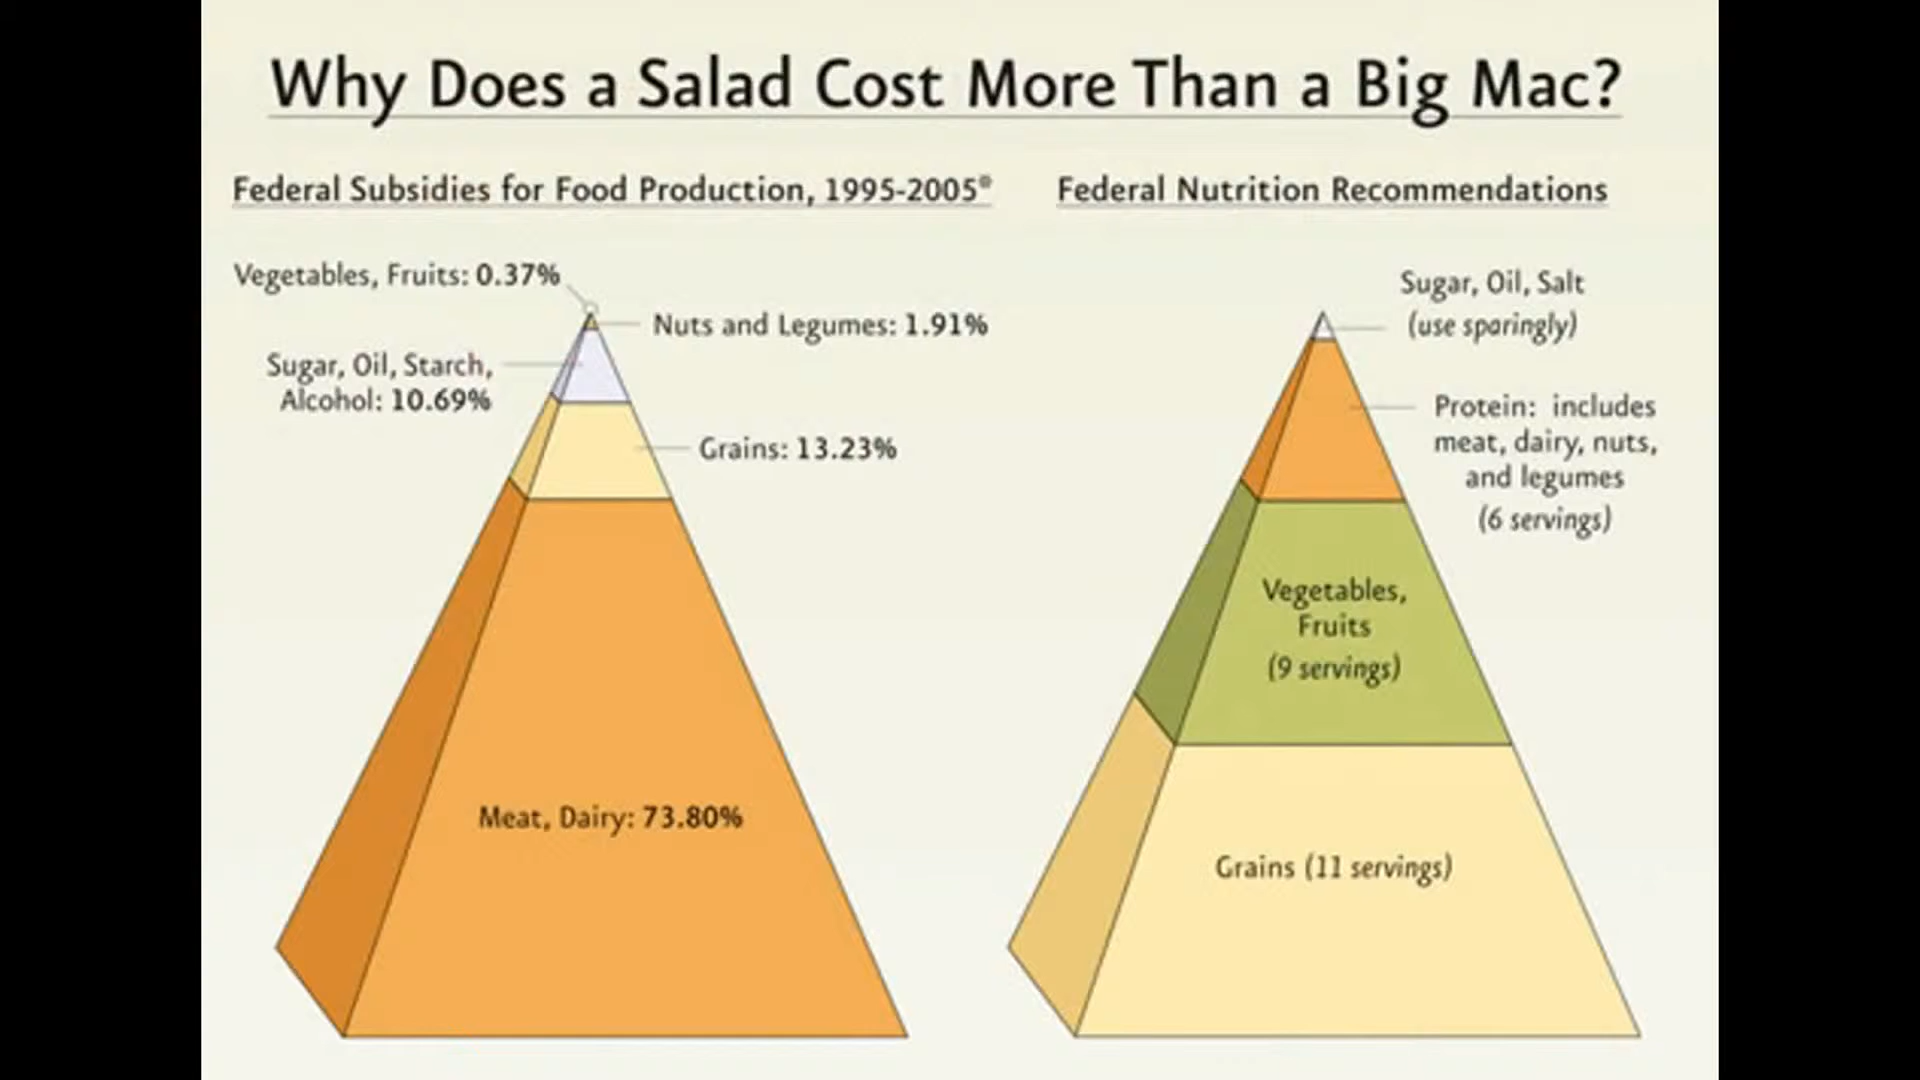 Why Does a Salad Cost More Than a Big Mac?
Federal Subsidies for Food Production, 1995-2005*
Vegetables, Fruits: 0.37%
Nuts and Legumes: 1.91%
Sugar, Oil, Starch,
Alcohol: 10.69%
Grains: 13.23%
Meat, Dairy: 73.80%
Federal Nutrition Recommendations
Sugar, Oil, Salt
(use sparingly)
Protein: includes
meat, dairy, nuts,
and legumes
(6 servings)
Vegetables,
Fruits
(9 servings)
Grains (11 servings)